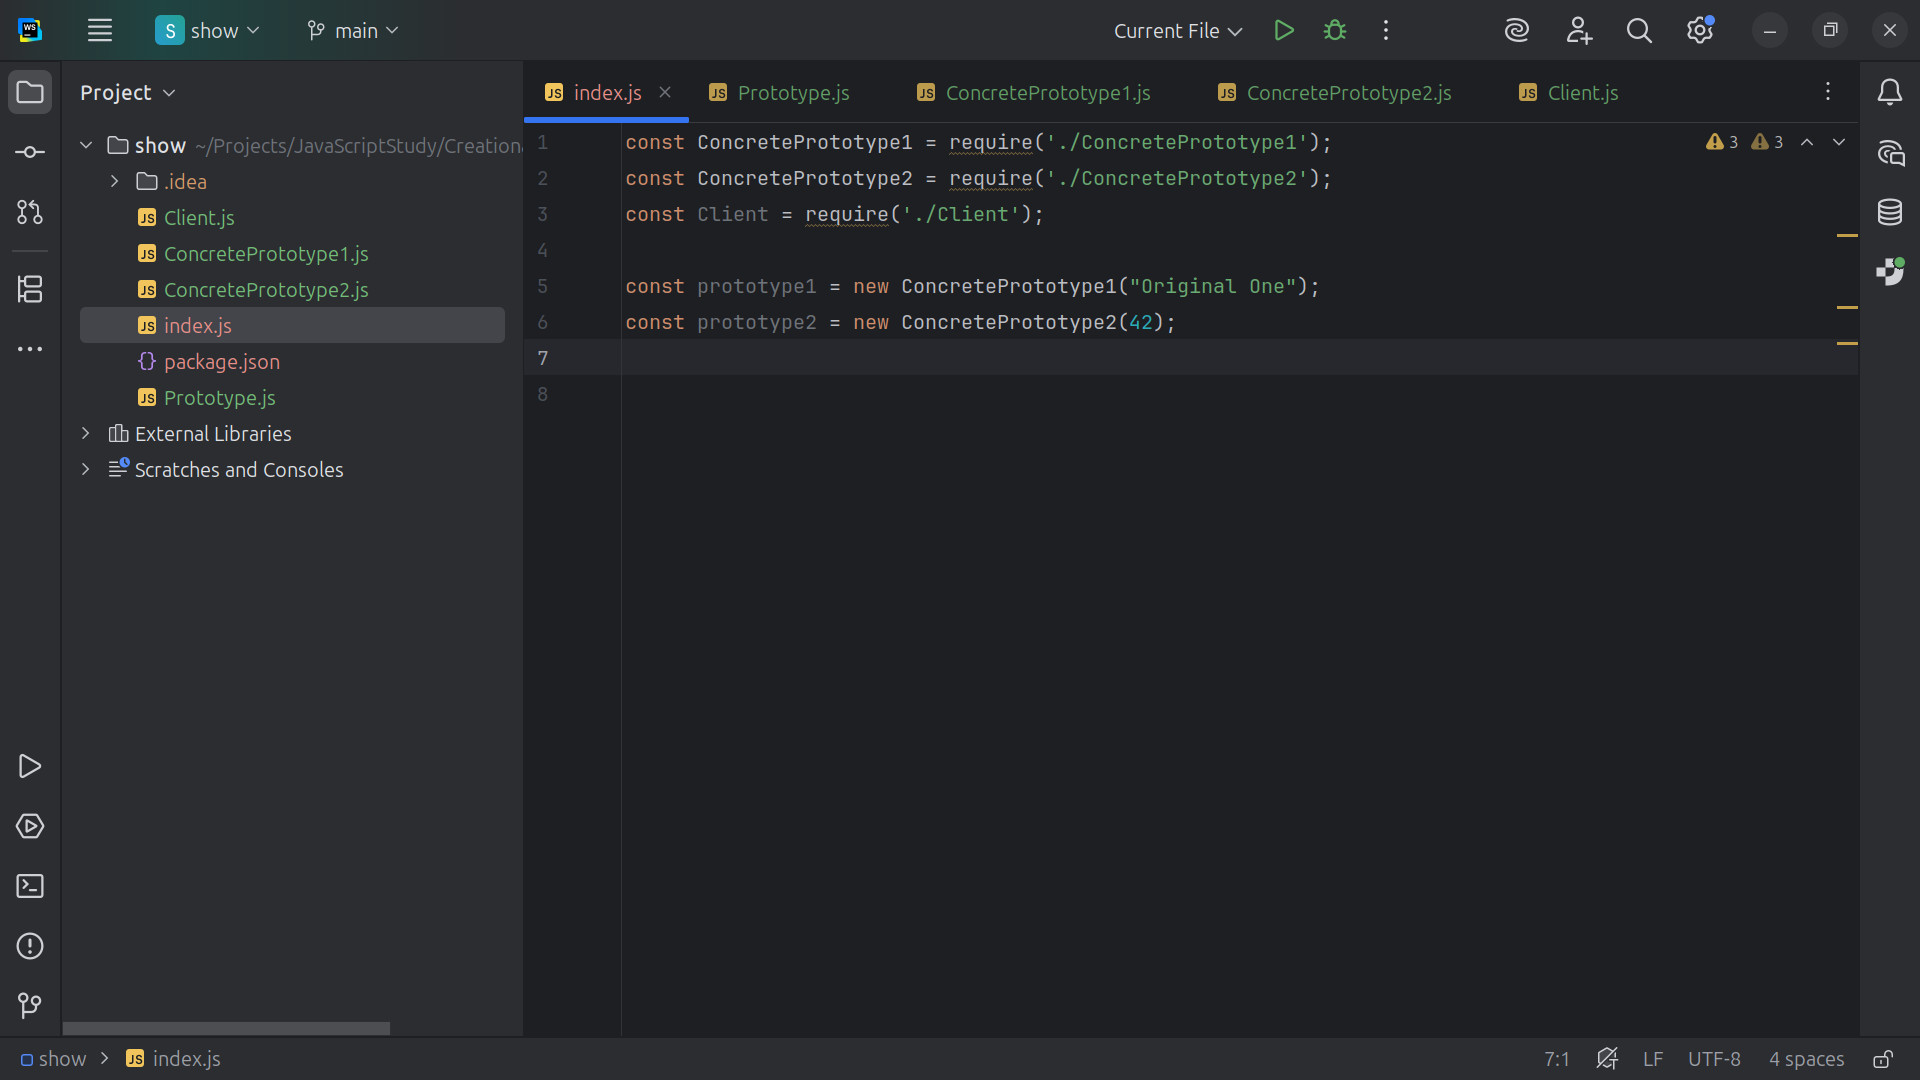 WS
S show
main
Current File
Project
index.js
Prototype.js
ConcretePrototype1.js
ConcretePrototype2.js
Client.js
show ~/Projects/JavaScriptStudy/Creationa
.idea
Client.js
ConcretePrototype1.js
ConcretePrototype2.js
index.js
package.json
Prototype.js
External Libraries
Scratches and Consoles
1 const ConcretePrototype1 = require('./ConcretePrototype1');
2 const ConcretePrototype2 = require('./ConcretePrototype2');
3 const Client = require('./Client');
4
5 const prototype1 = new ConcretePrototype1("Original One");
6 const prototype2 = new ConcretePrototype2(42);
7
8
3 3
show > index.js
7:1
LF
UTF-8
4 spaces